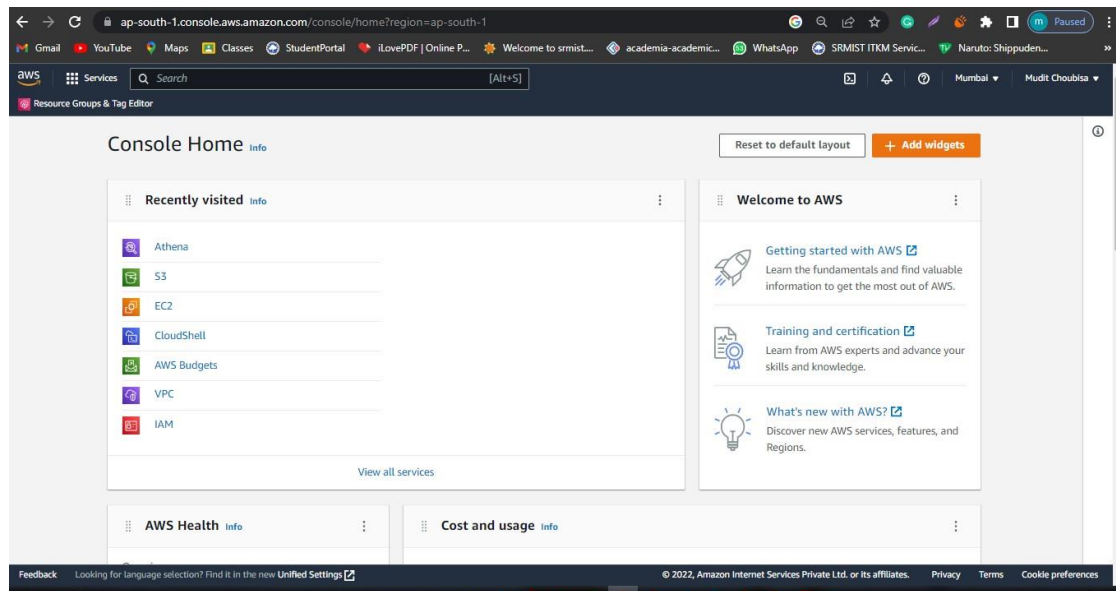 ap-south-1.console.aws.amazon.com/console/home?region=ap-south-1
m Paused
Gmail YouTube Maps Classes StudentPortal iLovePDF | Online P... Welcome to srmist.... academia-academic... WhatsApp SRMIST ITKM Servic... Naruto: Shippuden... »
aws Services Search [Alt+S] Mumbai Mudit Choubisa
Resource Groups & Tag Editor
Console Home Info
Reset to default layout
+ Add widgets
Recently visited Info
Athena
S3
EC2
CloudShell
AWS Budgets
VPC
IAM
View all services
Welcome to AWS
Getting started with AWS
Learn the fundamentals and find valuable
information to get the most out of AWS.
Training and certification
Learn from AWS experts and advance your
skills and knowledge.
What's new with AWS?
Discover new AWS services, features, and
Regions.
AWS Health Info
Cost and usage Info
Feedback Looking for language selection? Find it in the new Unified Settings © 2022, Amazon Internet Services Private Ltd. or its affiliates. Privacy Terms Cookie preferences